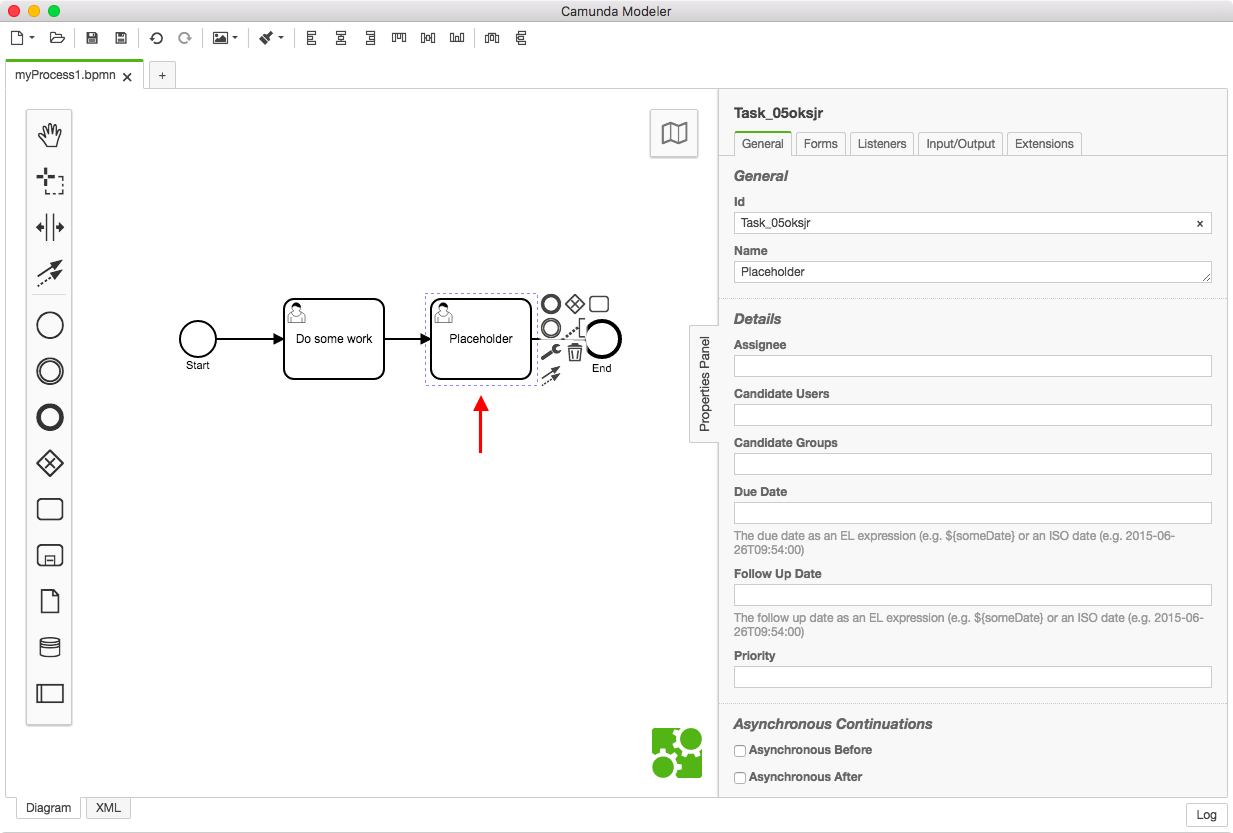 Camunda Modeler
myProcess1.bpmn
+
Start
Do some work
Placeholder
End
Properties Panel
Task_05oksjr
General
Forms
Listeners
Input/Output
Extensions
General
Id
Task_05oksjr
Name
Placeholder
Details
Assignee
Candidate Users
Candidate Groups
Due Date
The due date as an EL expression (e.g. ${someDate} or an ISO date (e.g. 2015-06-
26T09:54:00)
Follow Up Date
The follow up date as an EL expression (e.g. ${someDate} or an ISO date (e.g. 2015-06-
26T09:54:00)
Priority
Asynchronous Continuations
Asynchronous Before
Asynchronous After
Diagram
XML
Log